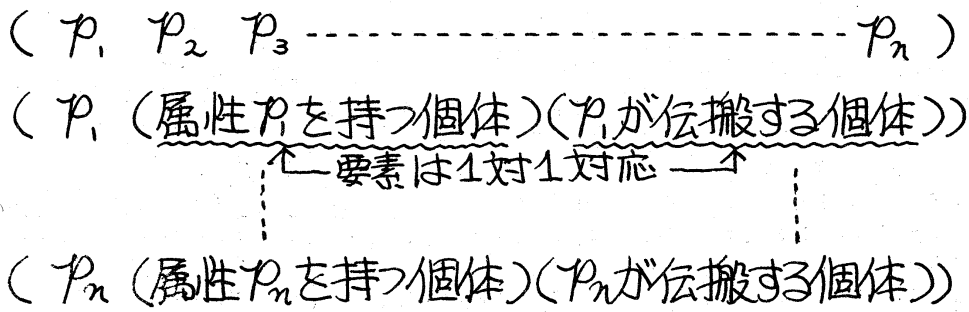 ( P₁ P₂ P₃ ------------------------ Pₙ )
( P₁ (属性P₁を持つ個体)(P₁が伝搬する個体))
↑ 要素は1対1対応 ↑
( Pₙ (属性Pₙを持つ個体)(Pₙが伝搬する個体))